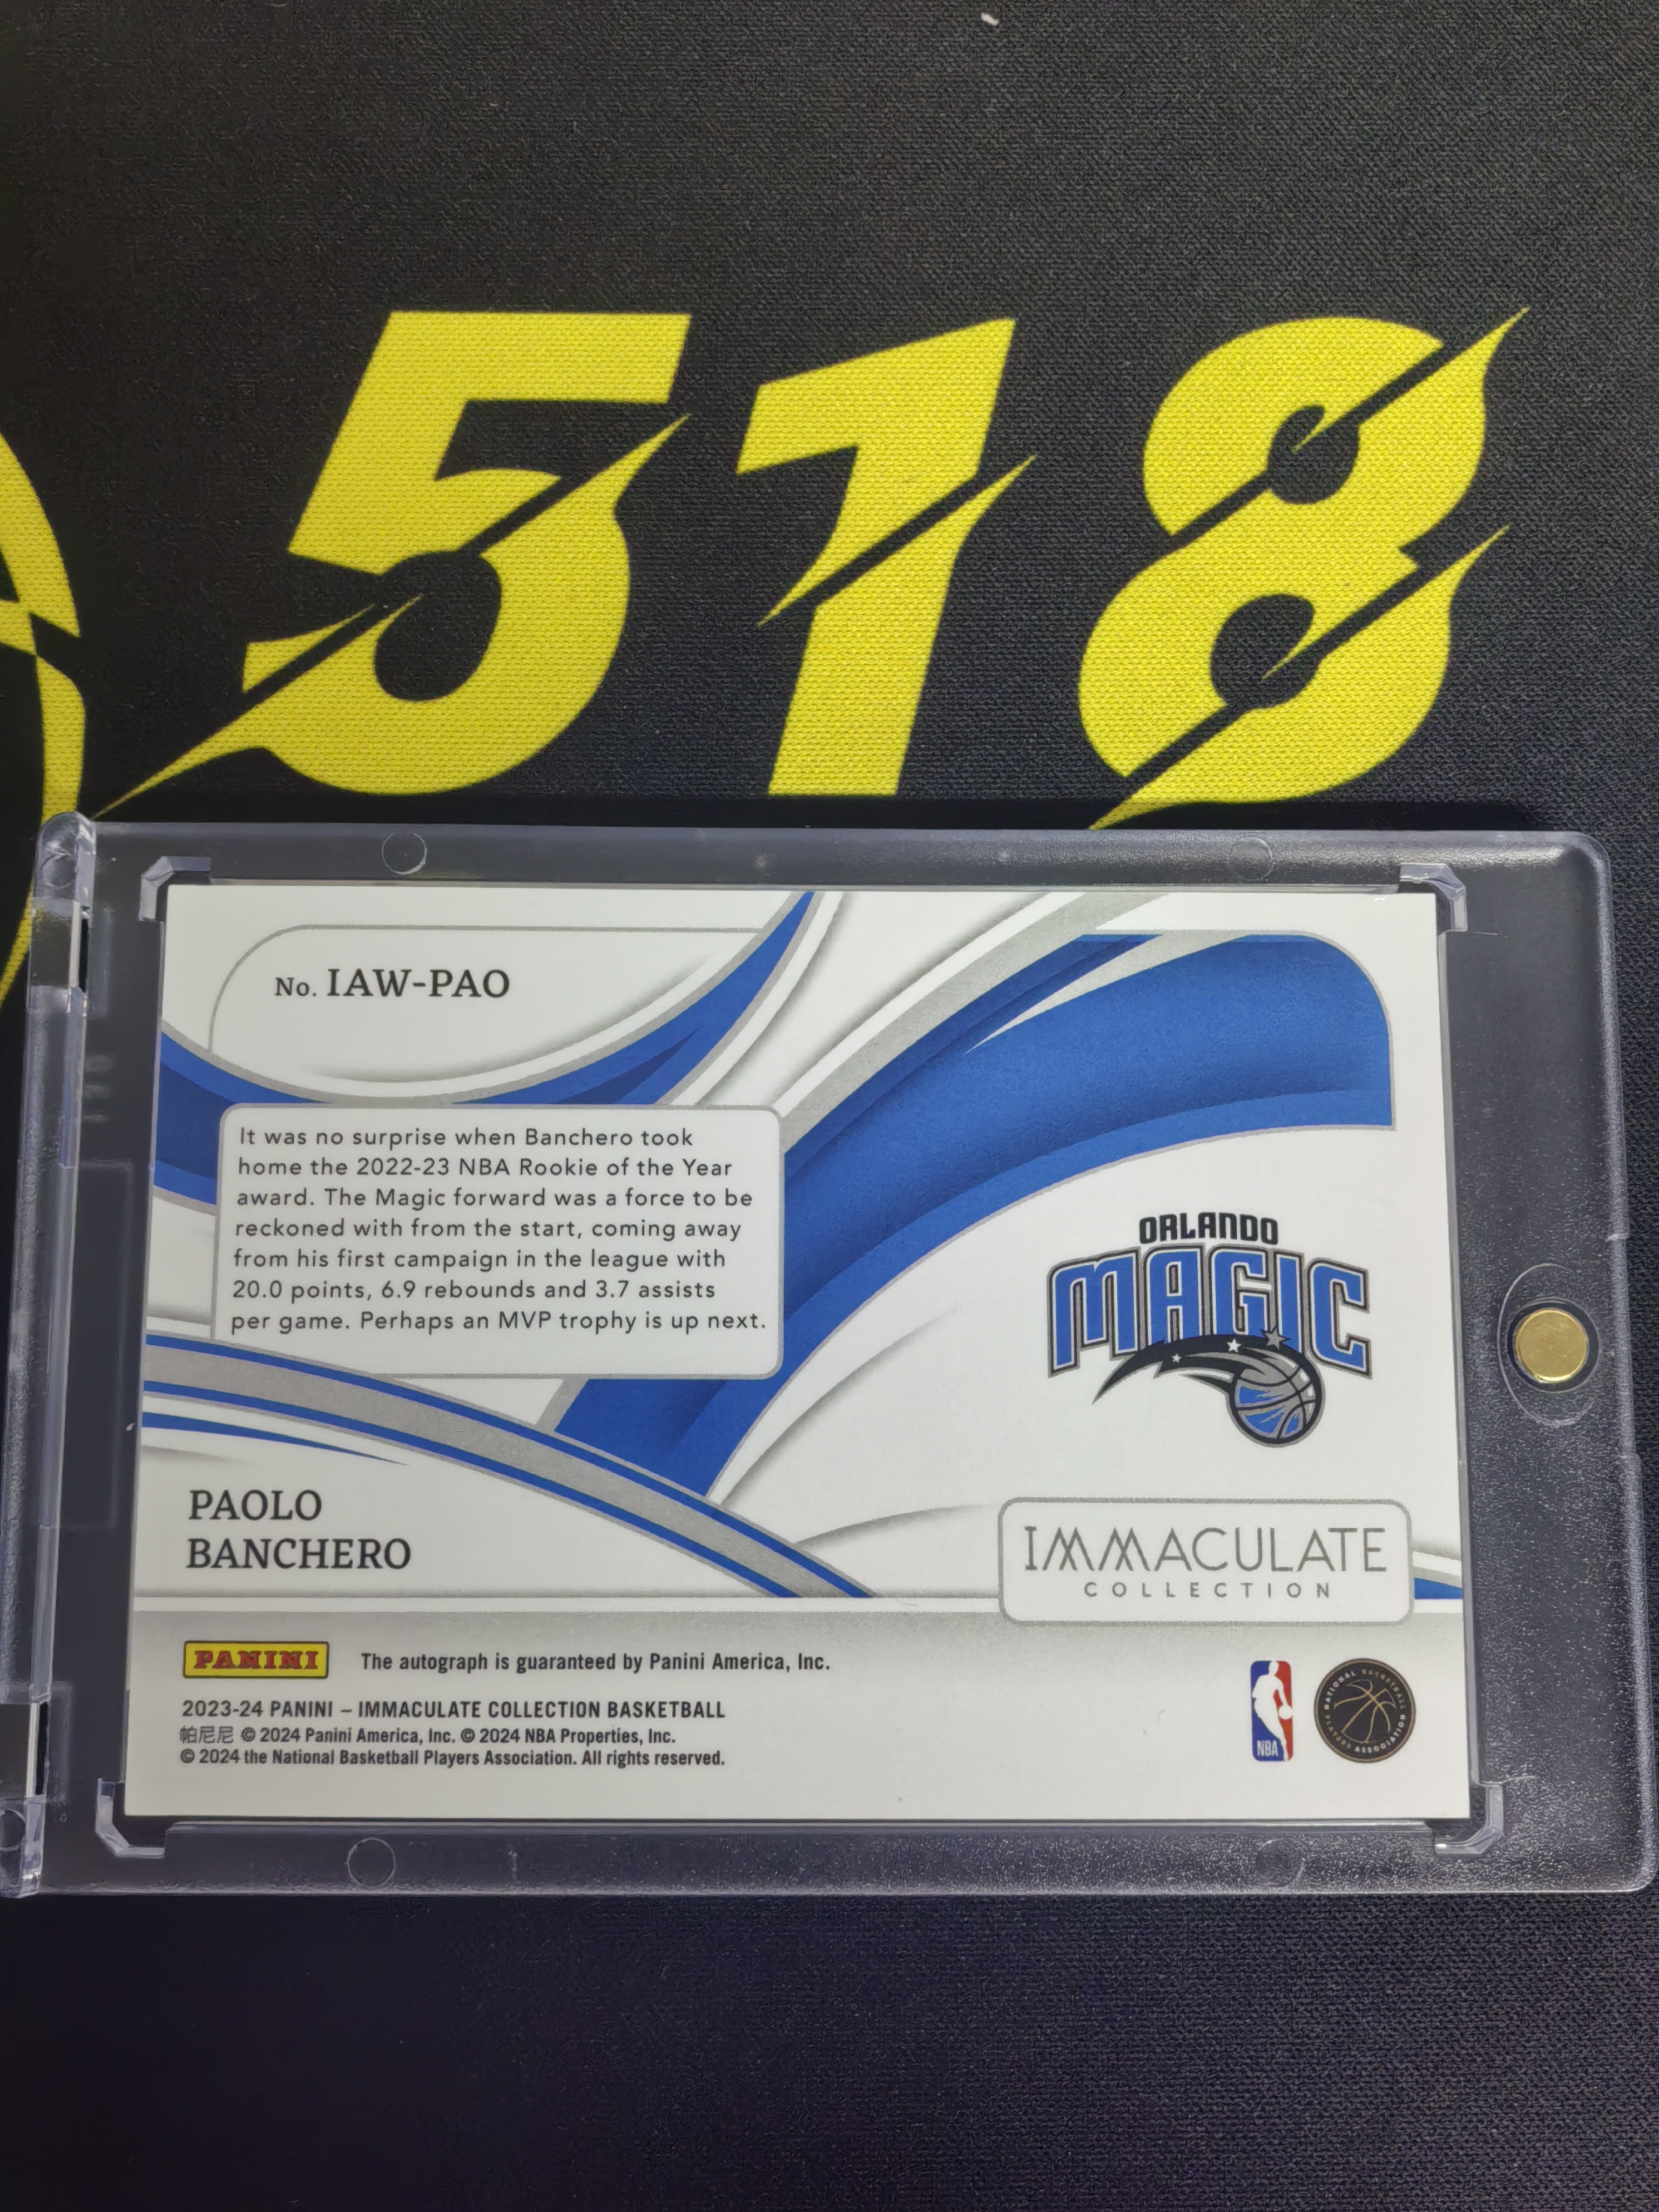 518
No. IAW-PAO
It was no surprise when Banchero took
home the 2022-23 NBA Rookie of the Year
award. The Magic forward was a force to be
reckoned with from the start, coming away
from his first campaign in the league with
20.0 points, 6.9 rebounds and 3.7 assists
per game. Perhaps an MVP trophy is up next.
ORLANDO
MAGIC
PAOLO
BANCHERO
IMMACULATE
COLLECTION
PANINI
The autograph is guaranteed by Panini America, Inc.
2023-24 PANINI – IMMACULATE COLLECTION BASKETBALL
帕尼尼 © 2024 Panini America, Inc. © 2024 NBA Properties, Inc.
© 2024 the National Basketball Players Association. All rights reserved.
NBA
NATIONAL BASKETBALL
PLAYERS ASSOCIATION